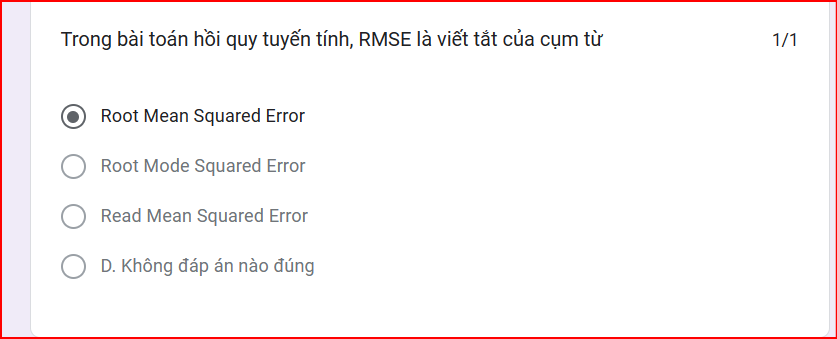 Trong bài toán hồi quy tuyến tính, RMSE là viết tắt của cụm từ 1/1
Root Mean Squared Error
Root Mode Squared Error
Read Mean Squared Error
D. Không đáp án nào đúng